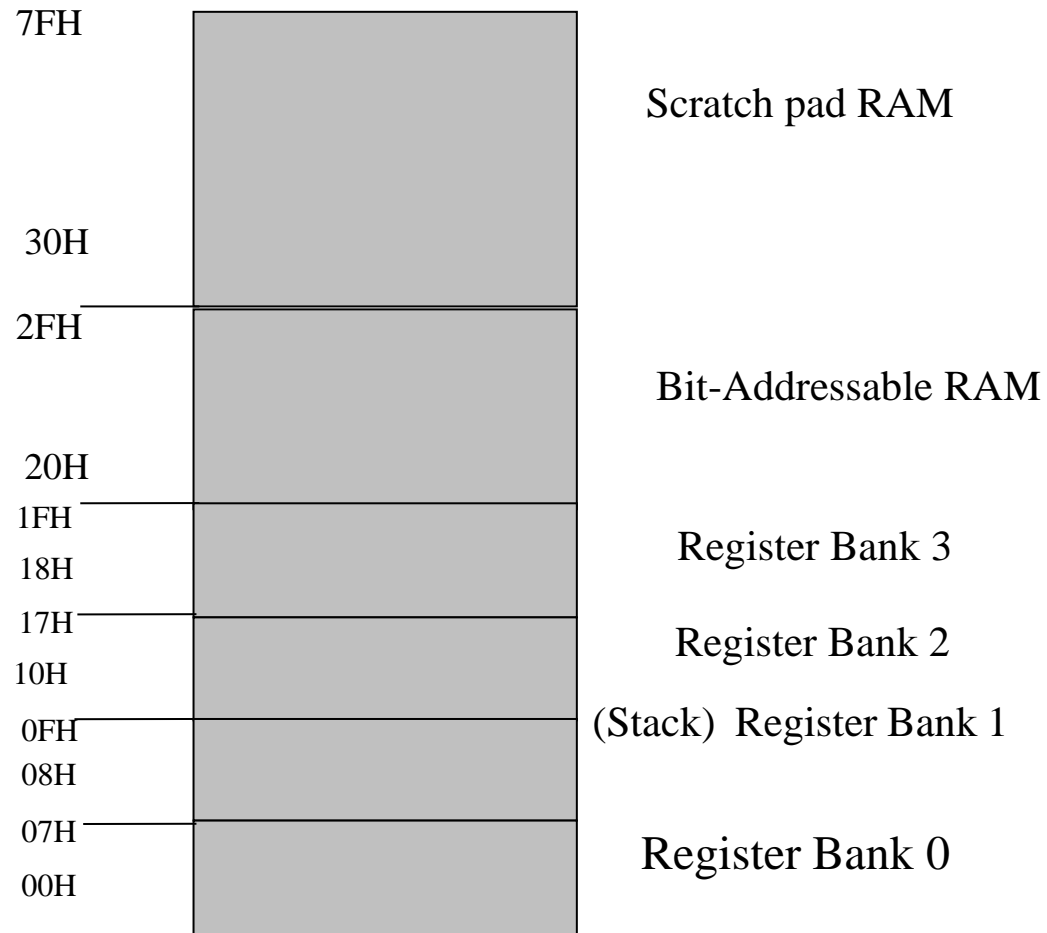 7FH
Scratch pad RAM
30H
2FH
Bit-Addressable RAM
20H
1FH
Register Bank 3
18H
17H
Register Bank 2
10H
(Stack) Register Bank 1
0FH
08H
07H
Register Bank 0
00H